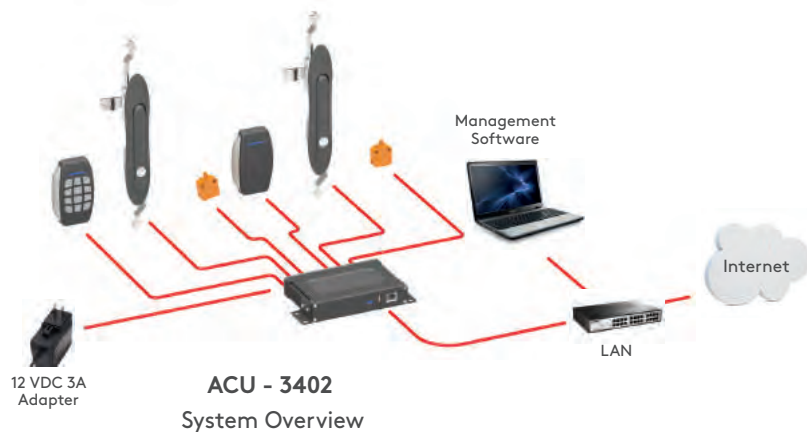 Management
Software
Internet
LAN
12 VDC 3A
Adapter
ACU - 3402
System Overview